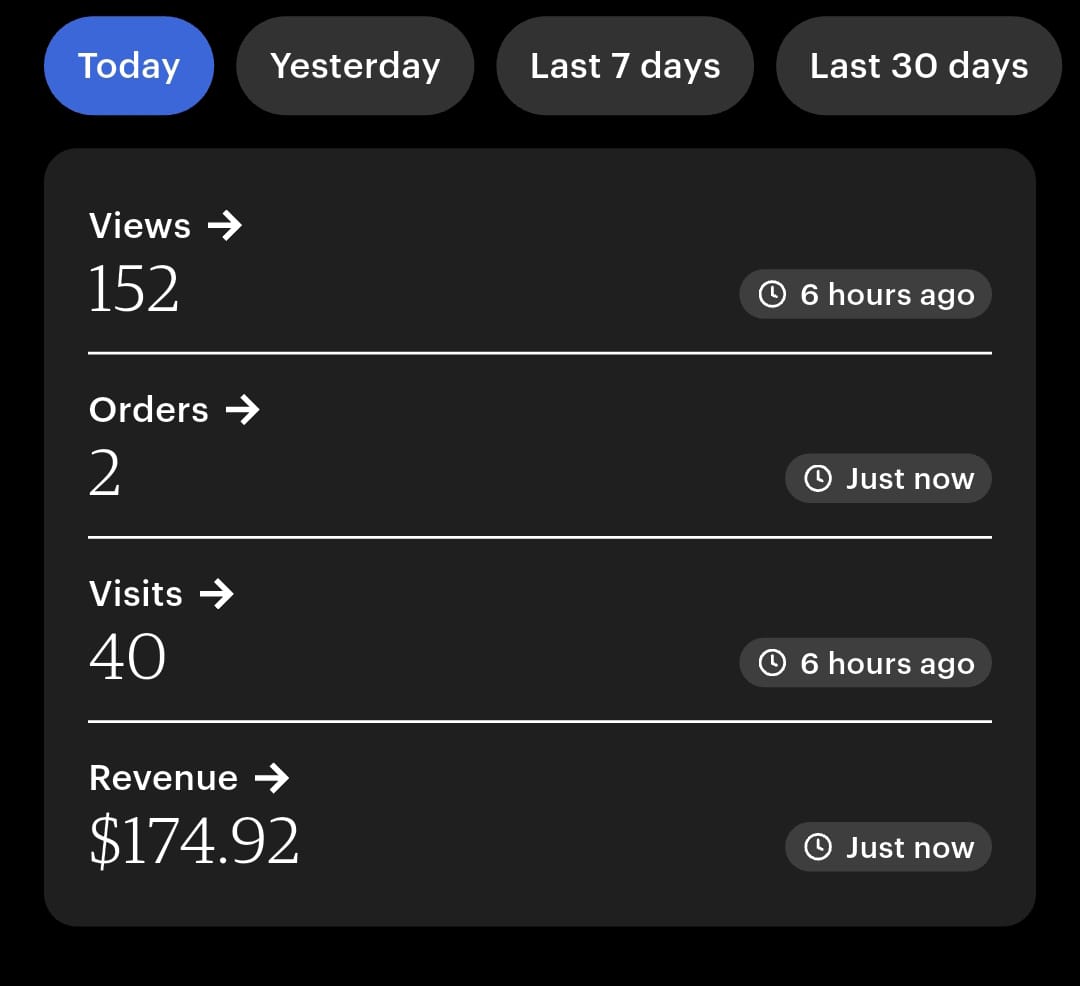 Today Yesterday Last 7 days Last 30 days
Views →
152 6 hours ago
Orders →
2 Just now
Visits →
40 6 hours ago
Revenue →
$174.92 Just now